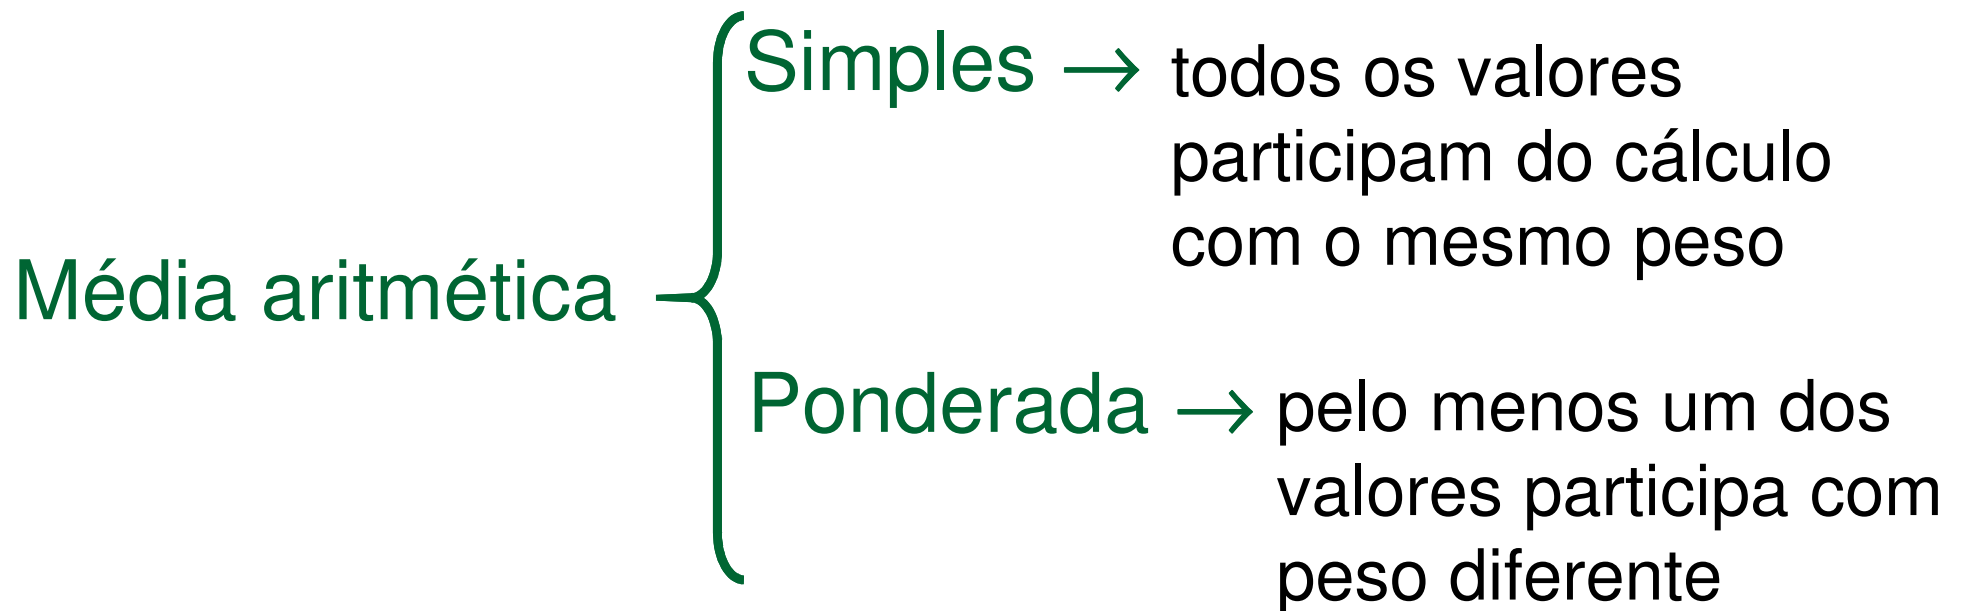 Média aritmética
Simples → todos os valores
participam do cálculo
com o mesmo peso
Ponderada → pelo menos um dos
valores participa com
peso diferente